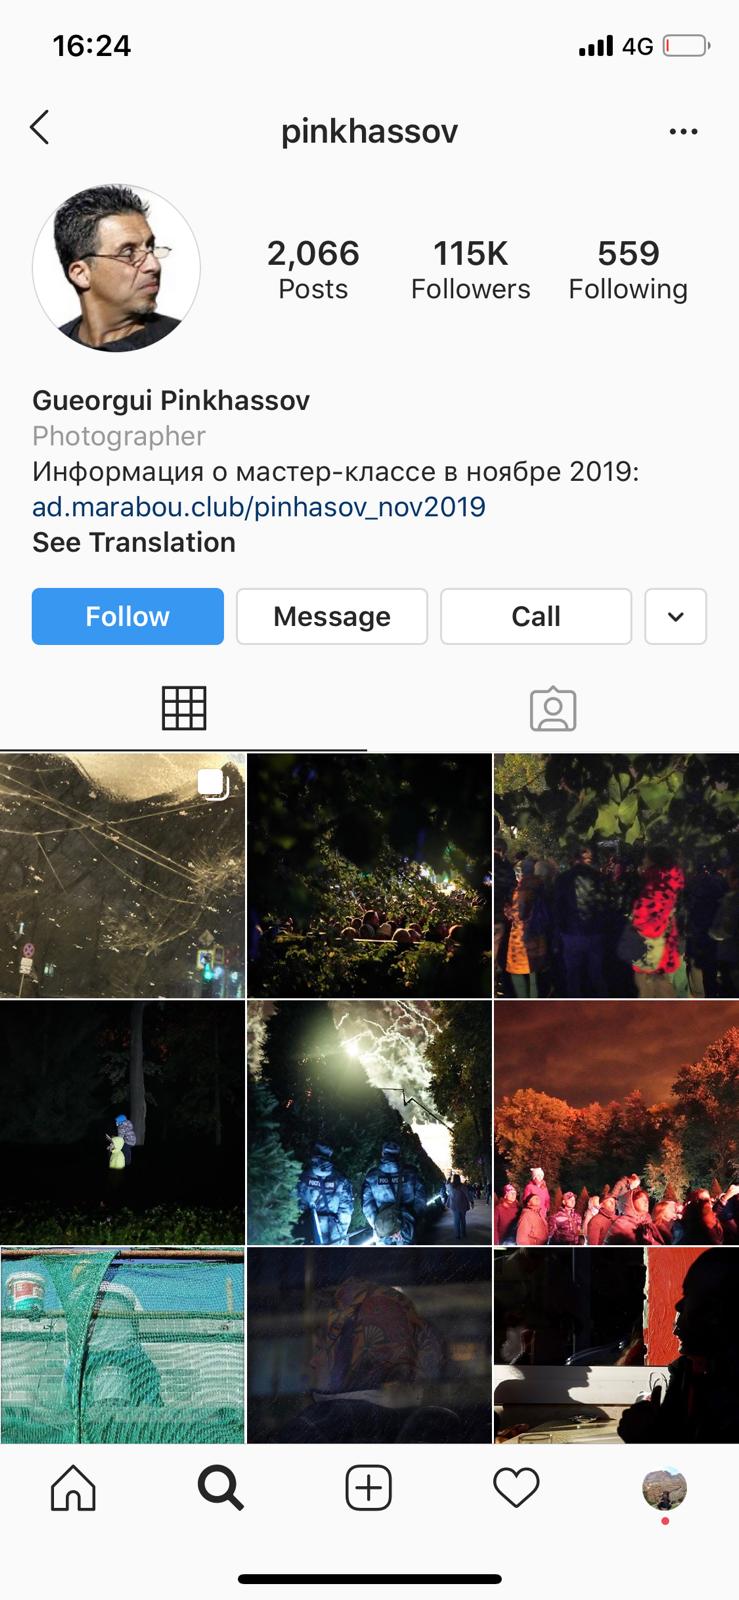 16:24 4G
pinkhassov
2,066 115K 559
Posts Followers Following
Gueorgui Pinkhassov
Photographer
Информация о мастер-классе в ноябре 2019:
ad.marabou.club/pinhasov_nov2019
See Translation
Follow Message Call